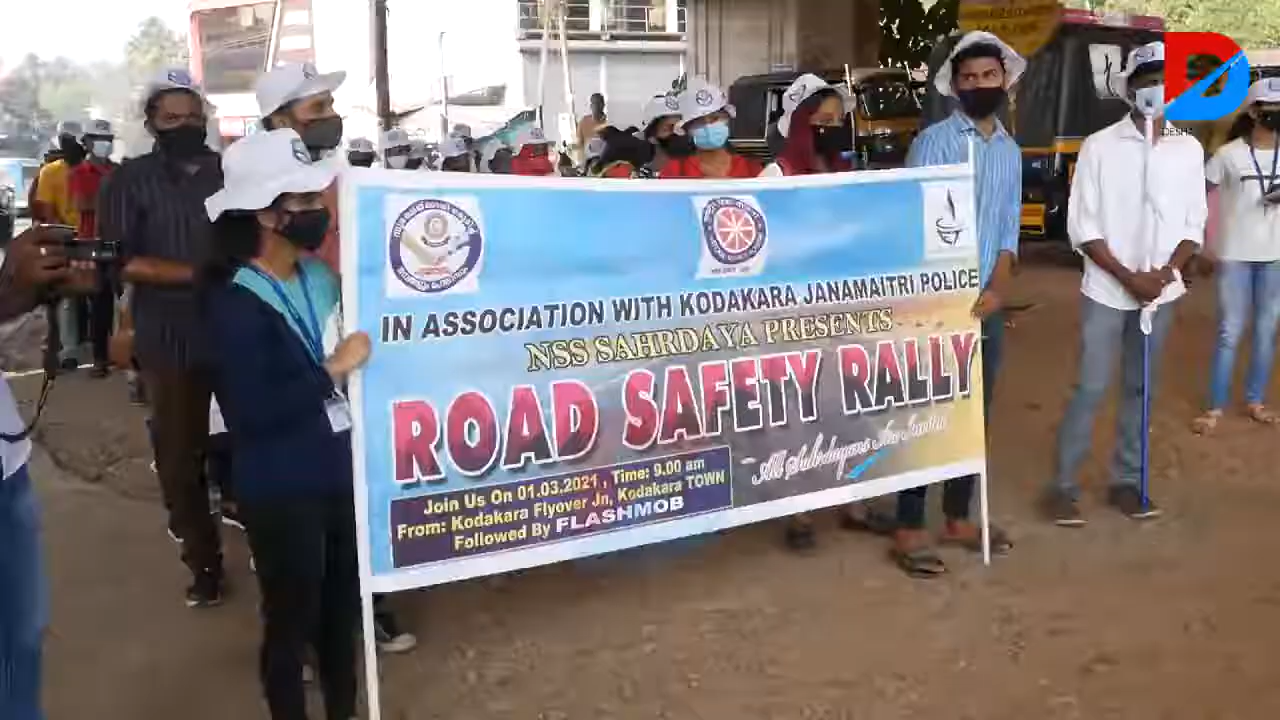 IN ASSOCIATION WITH KODAKARA JANAMAITRI POLICE
NSS SAHRDAYA PRESENTS
ROAD SAFETY RALLY
Join Us On 01.03.2021 , Time: 9.00 am
From: Kodakara Flyover Jn, Kodakara TOWN
Followed By FLASHMOB
DESHA